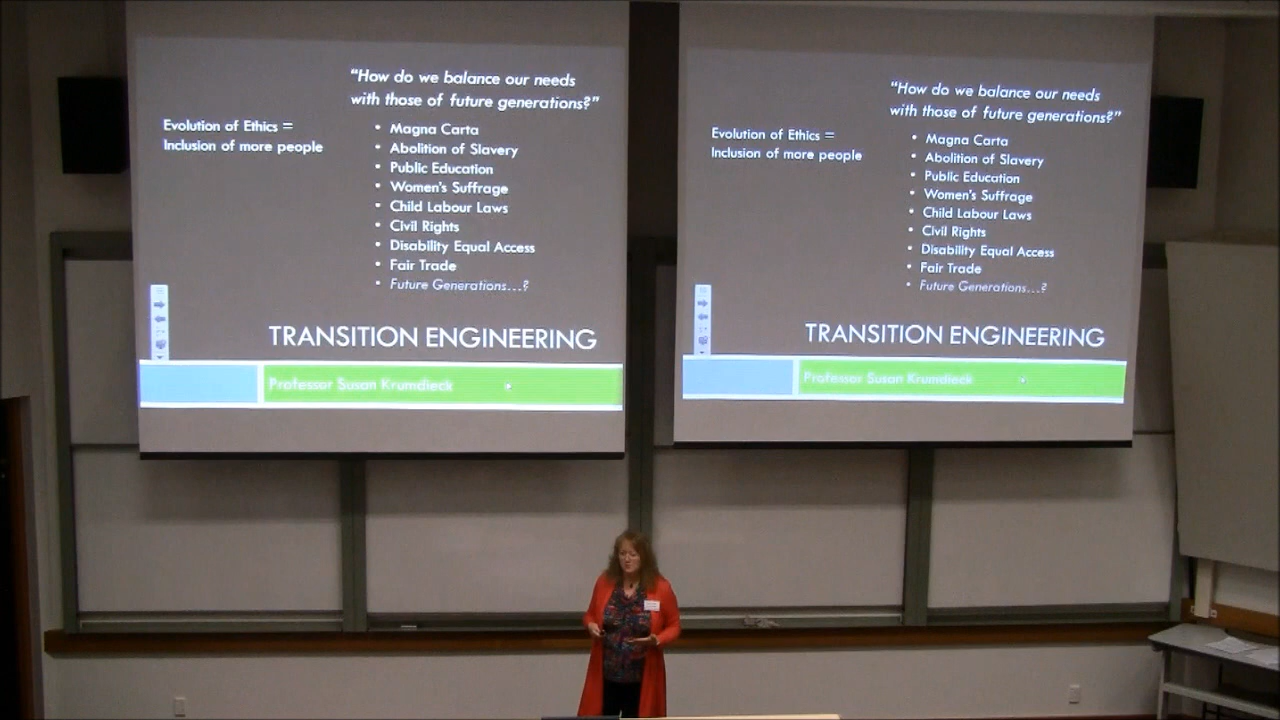 "How do we balance our needs
with those of future generations?"
Evolution of Ethics =
Inclusion of more people
• Magna Carta
• Abolition of Slavery
• Public Education
• Women's Suffrage
• Child Labour Laws
• Civil Rights
• Disability Equal Access
• Fair Trade
• Future Generations...?
TRANSITION ENGINEERING
Professor Susan Krumdieck
"How do we balance our needs
with those of future generations?"
Evolution of Ethics =
Inclusion of more people
• Magna Carta
• Abolition of Slavery
• Public Education
• Women's Suffrage
• Child Labour Laws
• Civil Rights
• Disability Equal Access
• Fair Trade
• Future Generations...?
TRANSITION ENGINEERING
Professor Susan Krumdieck